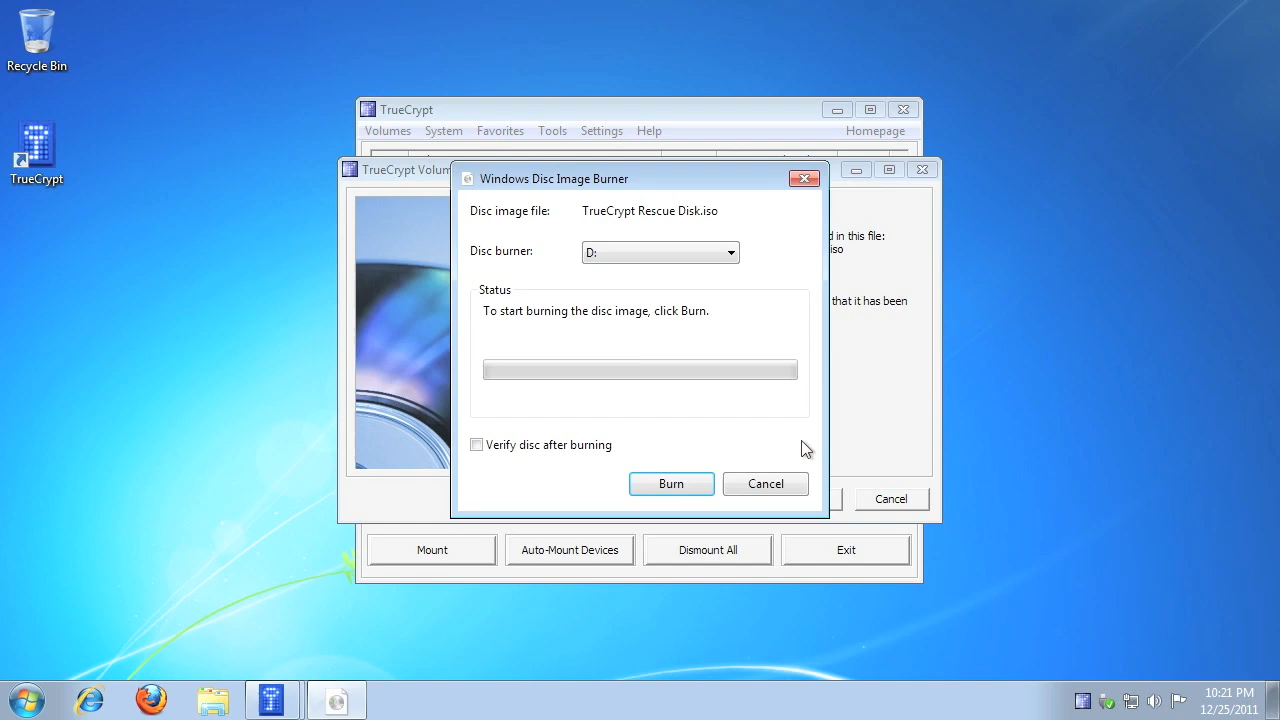 Recycle Bin
TrueCrypt
TrueCrypt
Volumes System Favorites Tools Settings Help Homepage
TrueCrypt Volum
Windows Disc Image Burner
Disc image file: TrueCrypt Rescue Disk.iso
Disc burner: D:
Status
To start burning the disc image, click Burn.
Verify disc after burning
Burn Cancel
d in this file:
iso
that it has been
Cancel
Mount Auto-Mount Devices Dismount All Exit
10:21 PM
12/25/2011